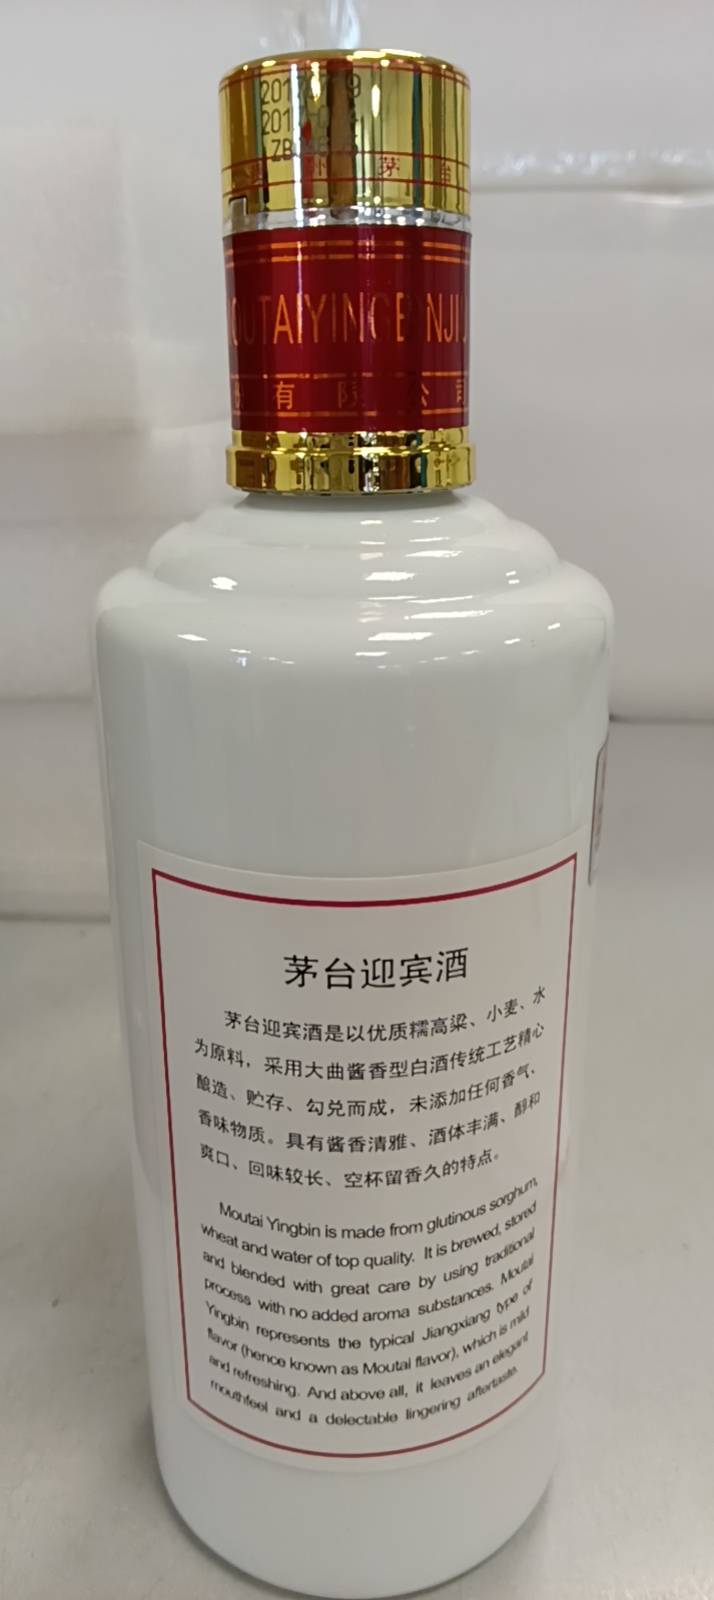 州 茅 台
OUTAIYINGBINJIU
有 限 公 司
茅台迎宾酒
茅台迎宾酒是以优质糯高粱、小麦、水
为原料，采用大曲酱香型白酒传统工艺精心
酿造、贮存、勾兑而成，未添加任何香气、
香味物质。具有酱香清雅、酒体丰满、醇和
爽口、回味较长、空杯留香久的特点。
Moutai Yingbin is made from glutinous sorghum,
wheat and water of top quality. It is brewed, stored
and blended with great care by using traditional
process with no added aroma substances. Moutai
Yingbin represents the typical Jiangxiang type of
flavor (hence known as Moutai flavor), which is mild
and refreshing. And above all, it leaves an elegant
mouthfeel and a delectable lingering aftertaste.